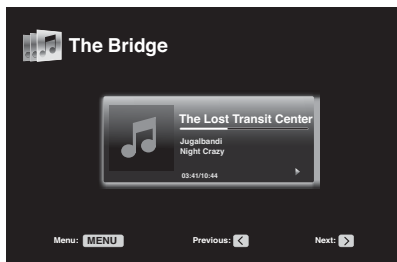 The Bridge
The Lost Transit Center
Jugalbandi
Night Crazy
03:41/10:44
Menu: MENU Previous: < Next: >